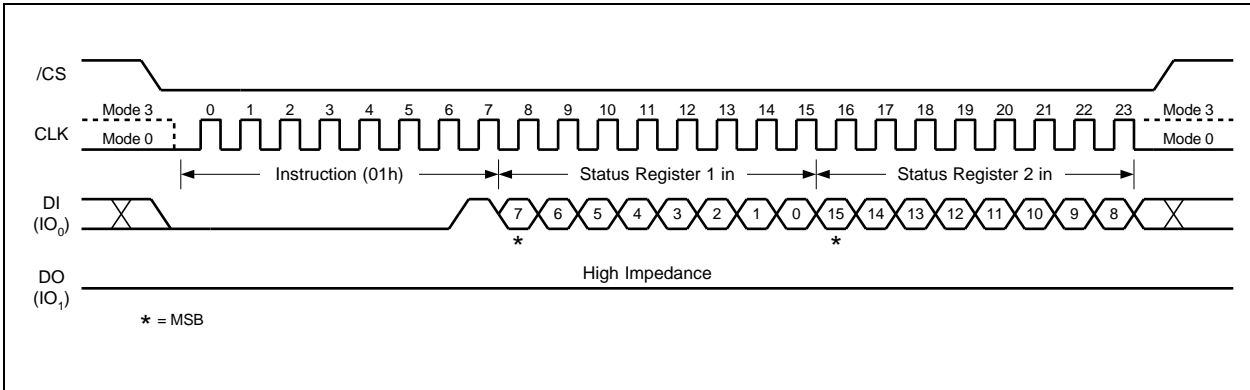 /CS
Mode 3 0 1 2 3 4 5 6 7 8 9 10 11 12 13 14 15 16 17 18 19 20 21 22 23 Mode 3
CLK
Mode 0 Mode 0
Instruction (01h) Status Register 1 in Status Register 2 in
DI
(IO0) 7 6 5 4 3 2 1 0 15 14 13 12 11 10 9 8
* *
High Impedance
DO
(IO1)
* = MSB